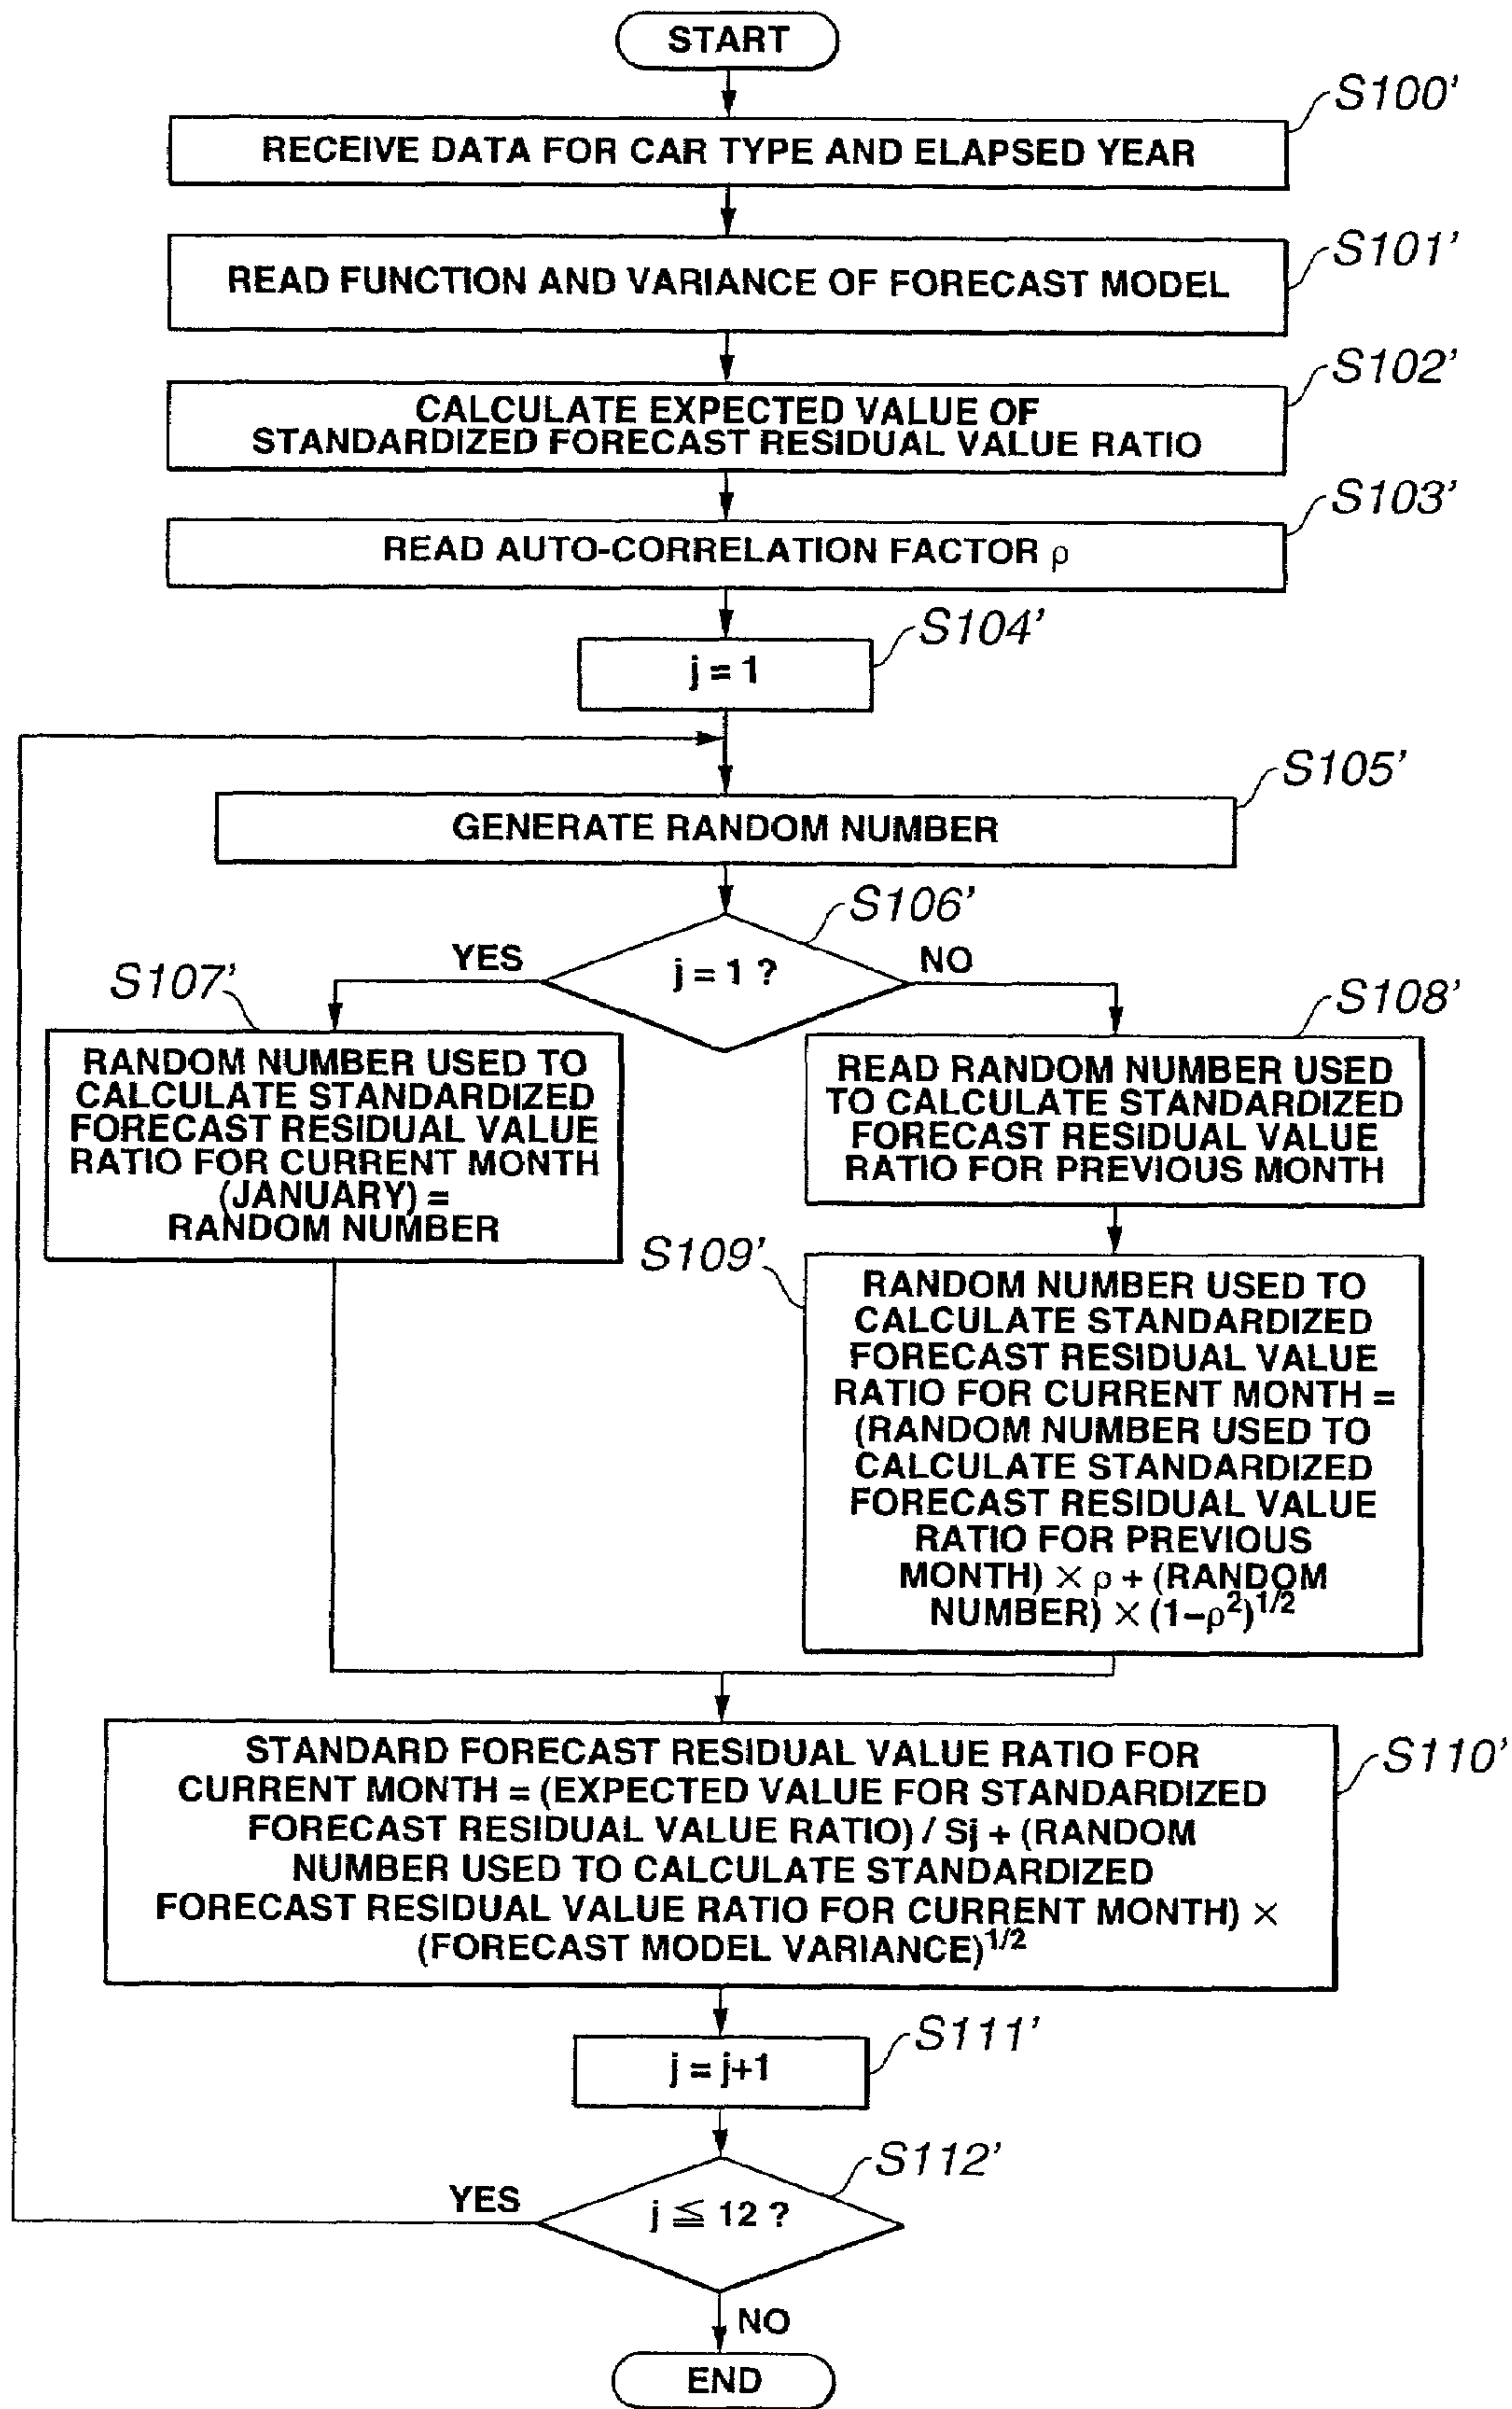 START
S100'
RECEIVE DATA FOR CAR TYPE AND ELAPSED YEAR
S101'
READ FUNCTION AND VARIANCE OF FORECAST MODEL
S102'
CALCULATE EXPECTED VALUE OF
STANDARDIZED FORECAST RESIDUAL VALUE RATIO
S103'
READ AUTO-CORRELATION FACTOR ρ
S104'
j = 1
S105'
GENERATE RANDOM NUMBER
S106'
YES
j = 1 ?
NO
S107'
RANDOM NUMBER USED TO
CALCULATE STANDARDIZED
FORECAST RESIDUAL VALUE
RATIO FOR CURRENT MONTH
(JANUARY) =
RANDOM NUMBER
S108'
READ RANDOM NUMBER USED
TO CALCULATE STANDARDIZED
FORECAST RESIDUAL VALUE
RATIO FOR PREVIOUS MONTH
S109'
RANDOM NUMBER USED TO
CALCULATE STANDARDIZED
FORECAST RESIDUAL VALUE
RATIO FOR CURRENT MONTH =
(RANDOM NUMBER USED TO
CALCULATE STANDARDIZED
FORECAST RESIDUAL VALUE
RATIO FOR PREVIOUS
MONTH) × ρ + (RANDOM
NUMBER) × (1−ρ²)^1/2
S110'
STANDARD FORECAST RESIDUAL VALUE RATIO FOR
CURRENT MONTH = (EXPECTED VALUE FOR STANDARDIZED
FORECAST RESIDUAL VALUE RATIO) / Sj + (RANDOM
NUMBER USED TO CALCULATE STANDARDIZED
FORECAST RESIDUAL VALUE RATIO FOR CURRENT MONTH) ×
(FORECAST MODEL VARIANCE)^1/2
S111'
j = j+1
S112'
YES
j ≦ 12 ?
NO
END